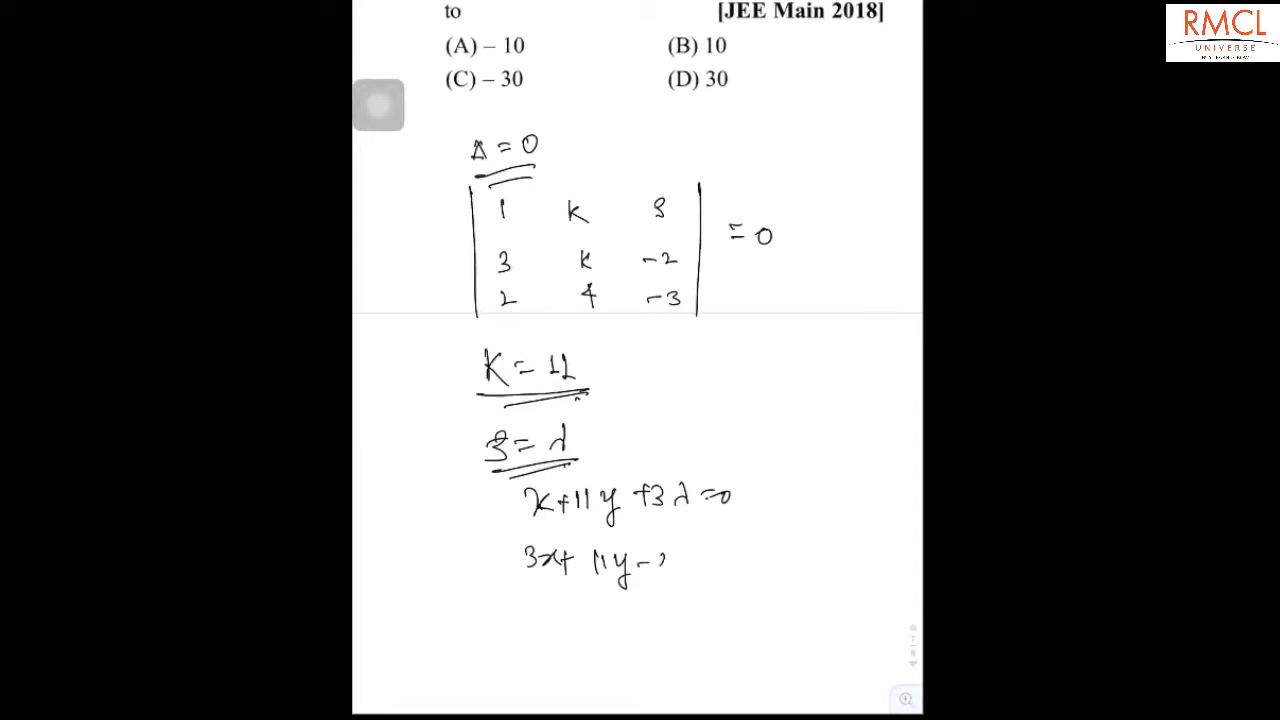 to [JEE Main 2018]
(A) – 10 (B) 10
(C) – 30 (D) 30
RMCL
UNIVERSE
Δ = 0
1 k 3
= 0
3 k -2
2 4 -3
K = 11
z = λ
x + 11y + 3λ = 0
3x + 11y -